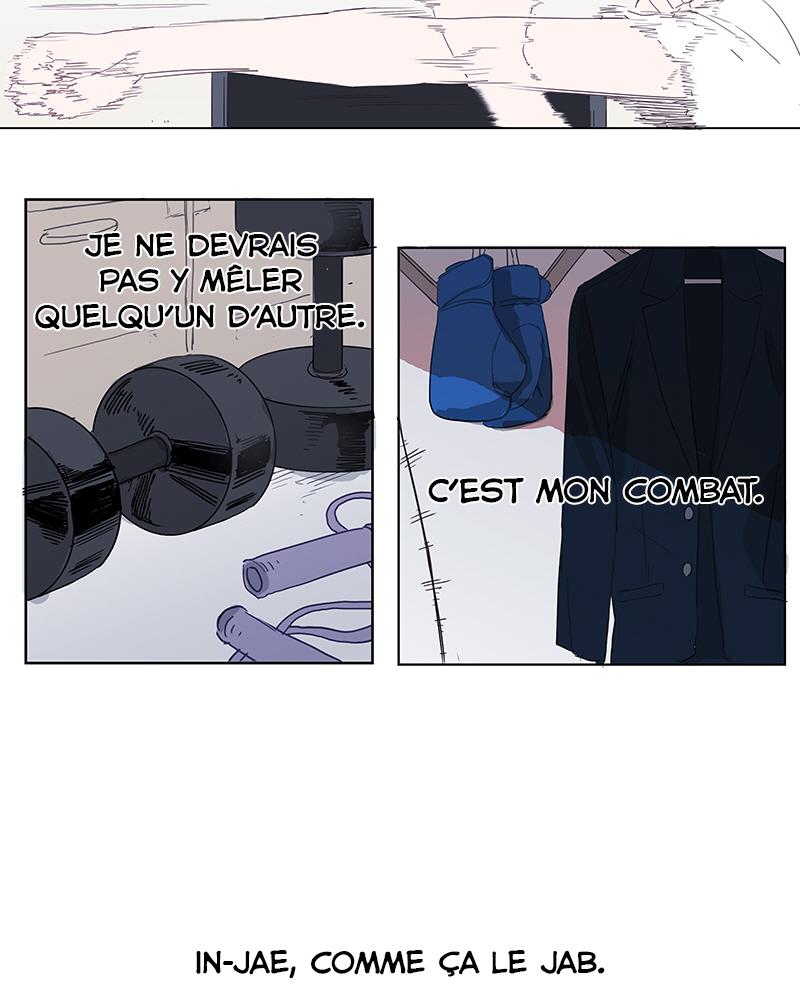 JE NE DEVRAIS
PAS Y MÊLER
QUELQU'UN D'AUTRE.
C'EST MON COMBAT.
IN-JAE, COMME ÇA LE JAB.